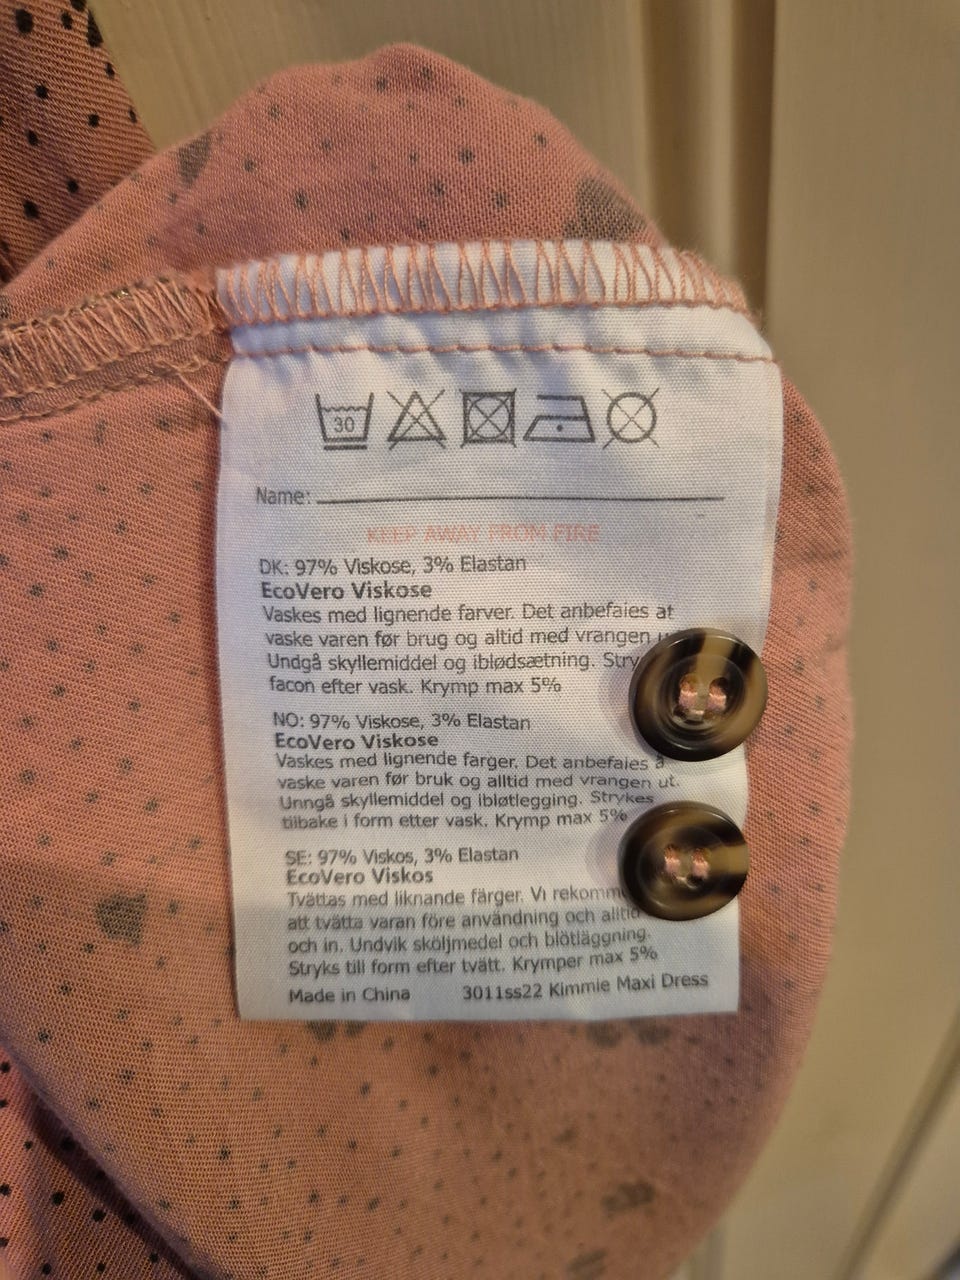 30
Name:
KEEP AWAY FROM FIRE
DK: 97% Viskose, 3% Elastan
EcoVero Viskose
Vaskes med lignende farver. Det anbefales at
vaske varen før brug og altid med vrangen
Undgå skyllemiddel og iblødsætning.
facon efter vask. Krymp max 5%
NO: 97% Viskose, 3% Elastan
EcoVero Viskose
Vaskes med lignende farger. Det anbefales å
vaske varen før bruk og alltid med vrangen ut.
Unngå skyllemiddel og ibløtlegging. Strykes
tilbake i form etter vask. Krymp max 5%
SE: 97% Viskos, 3% Elastan
EcoVero Viskos
Tvättas med liknande färger. Vi
att tvätta varan före användning och
och in. Undvik sköljmedel och blötläggning.
Stryks till form efter tvätt. Krymper max 5%
Made in China 3011ss22 Kimmie Maxi Dress